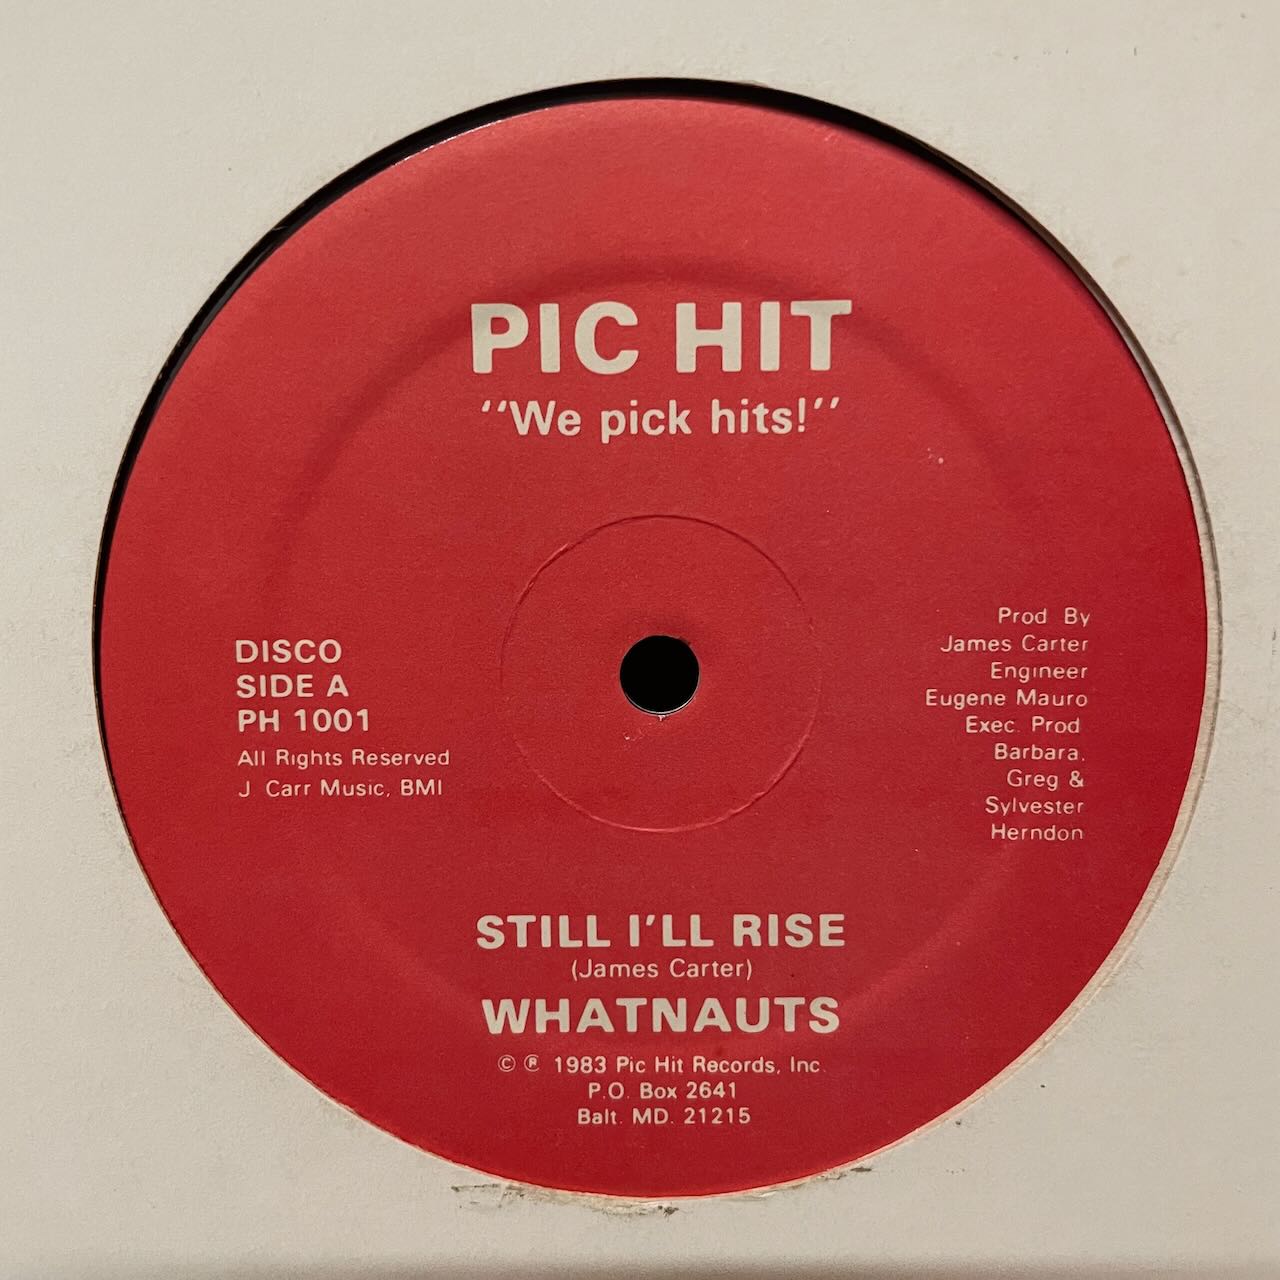 PIC HIT
"We pick hits!"
DISCO
SIDE A
PH 1001
All Rights Reserved
J. Carr Music, BMI
Prod By
James Carter
Engineer
Eugene Mauro
Exec. Prod
Barbara,
Greg &
Sylvester
Herndon
STILL I'LL RISE
(James Carter)
WHATNAUTS
© ® 1983 Pic Hit Records, Inc.
P.O. Box 2641
Balt. MD. 21215